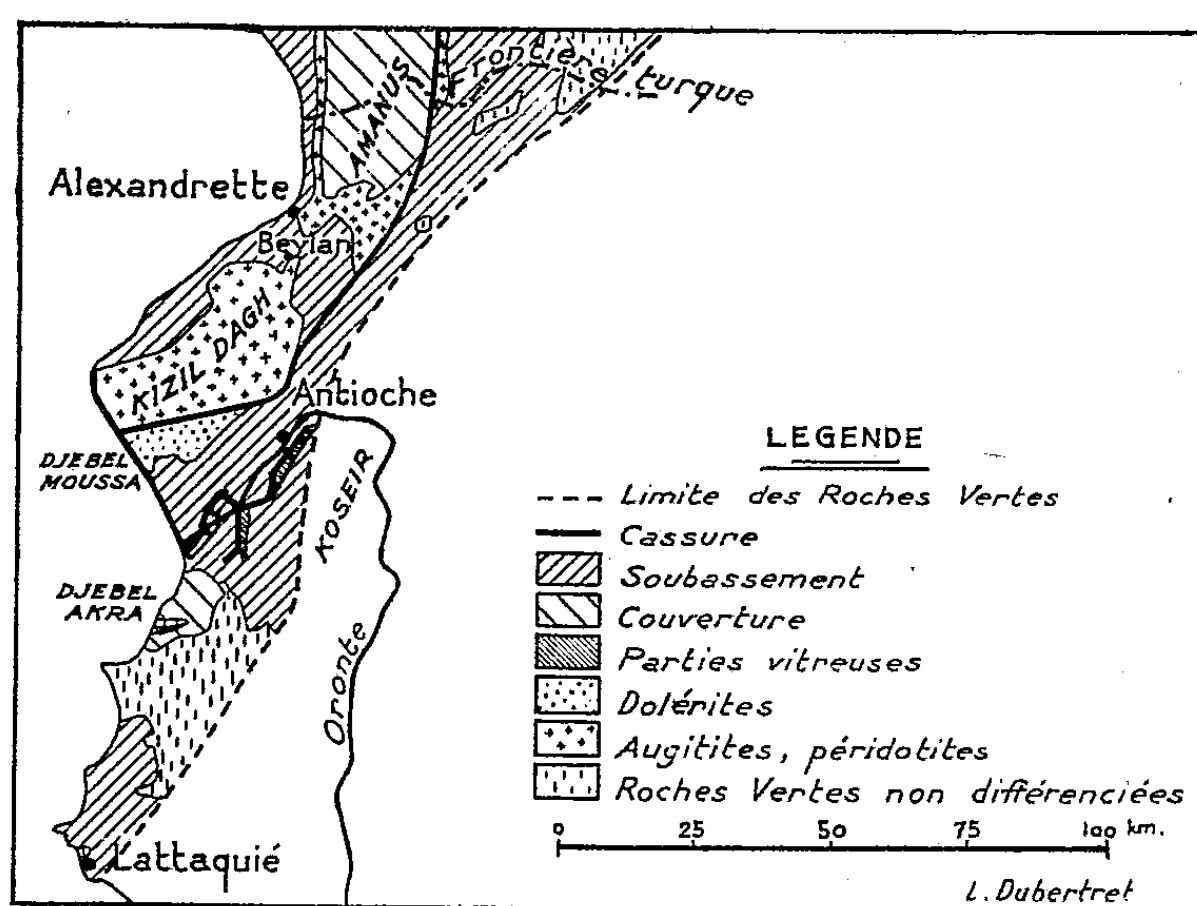 Frontière turque
AMANUS
Alexandrette
Beylan
KIZIL DAGH
Antioche
DJEBEL
MOUSSA
KOSEIR
DJEBEL
AKRA
Oronte
Lattaquié
LEGENDE
Limite des Roches Vertes
Cassure
Soubassement
Couverture
Parties vitreuses
Dolérites
Augitites, péridotites
Roches Vertes non différenciées
0 25 50 75 100 km.
L. Dubertret